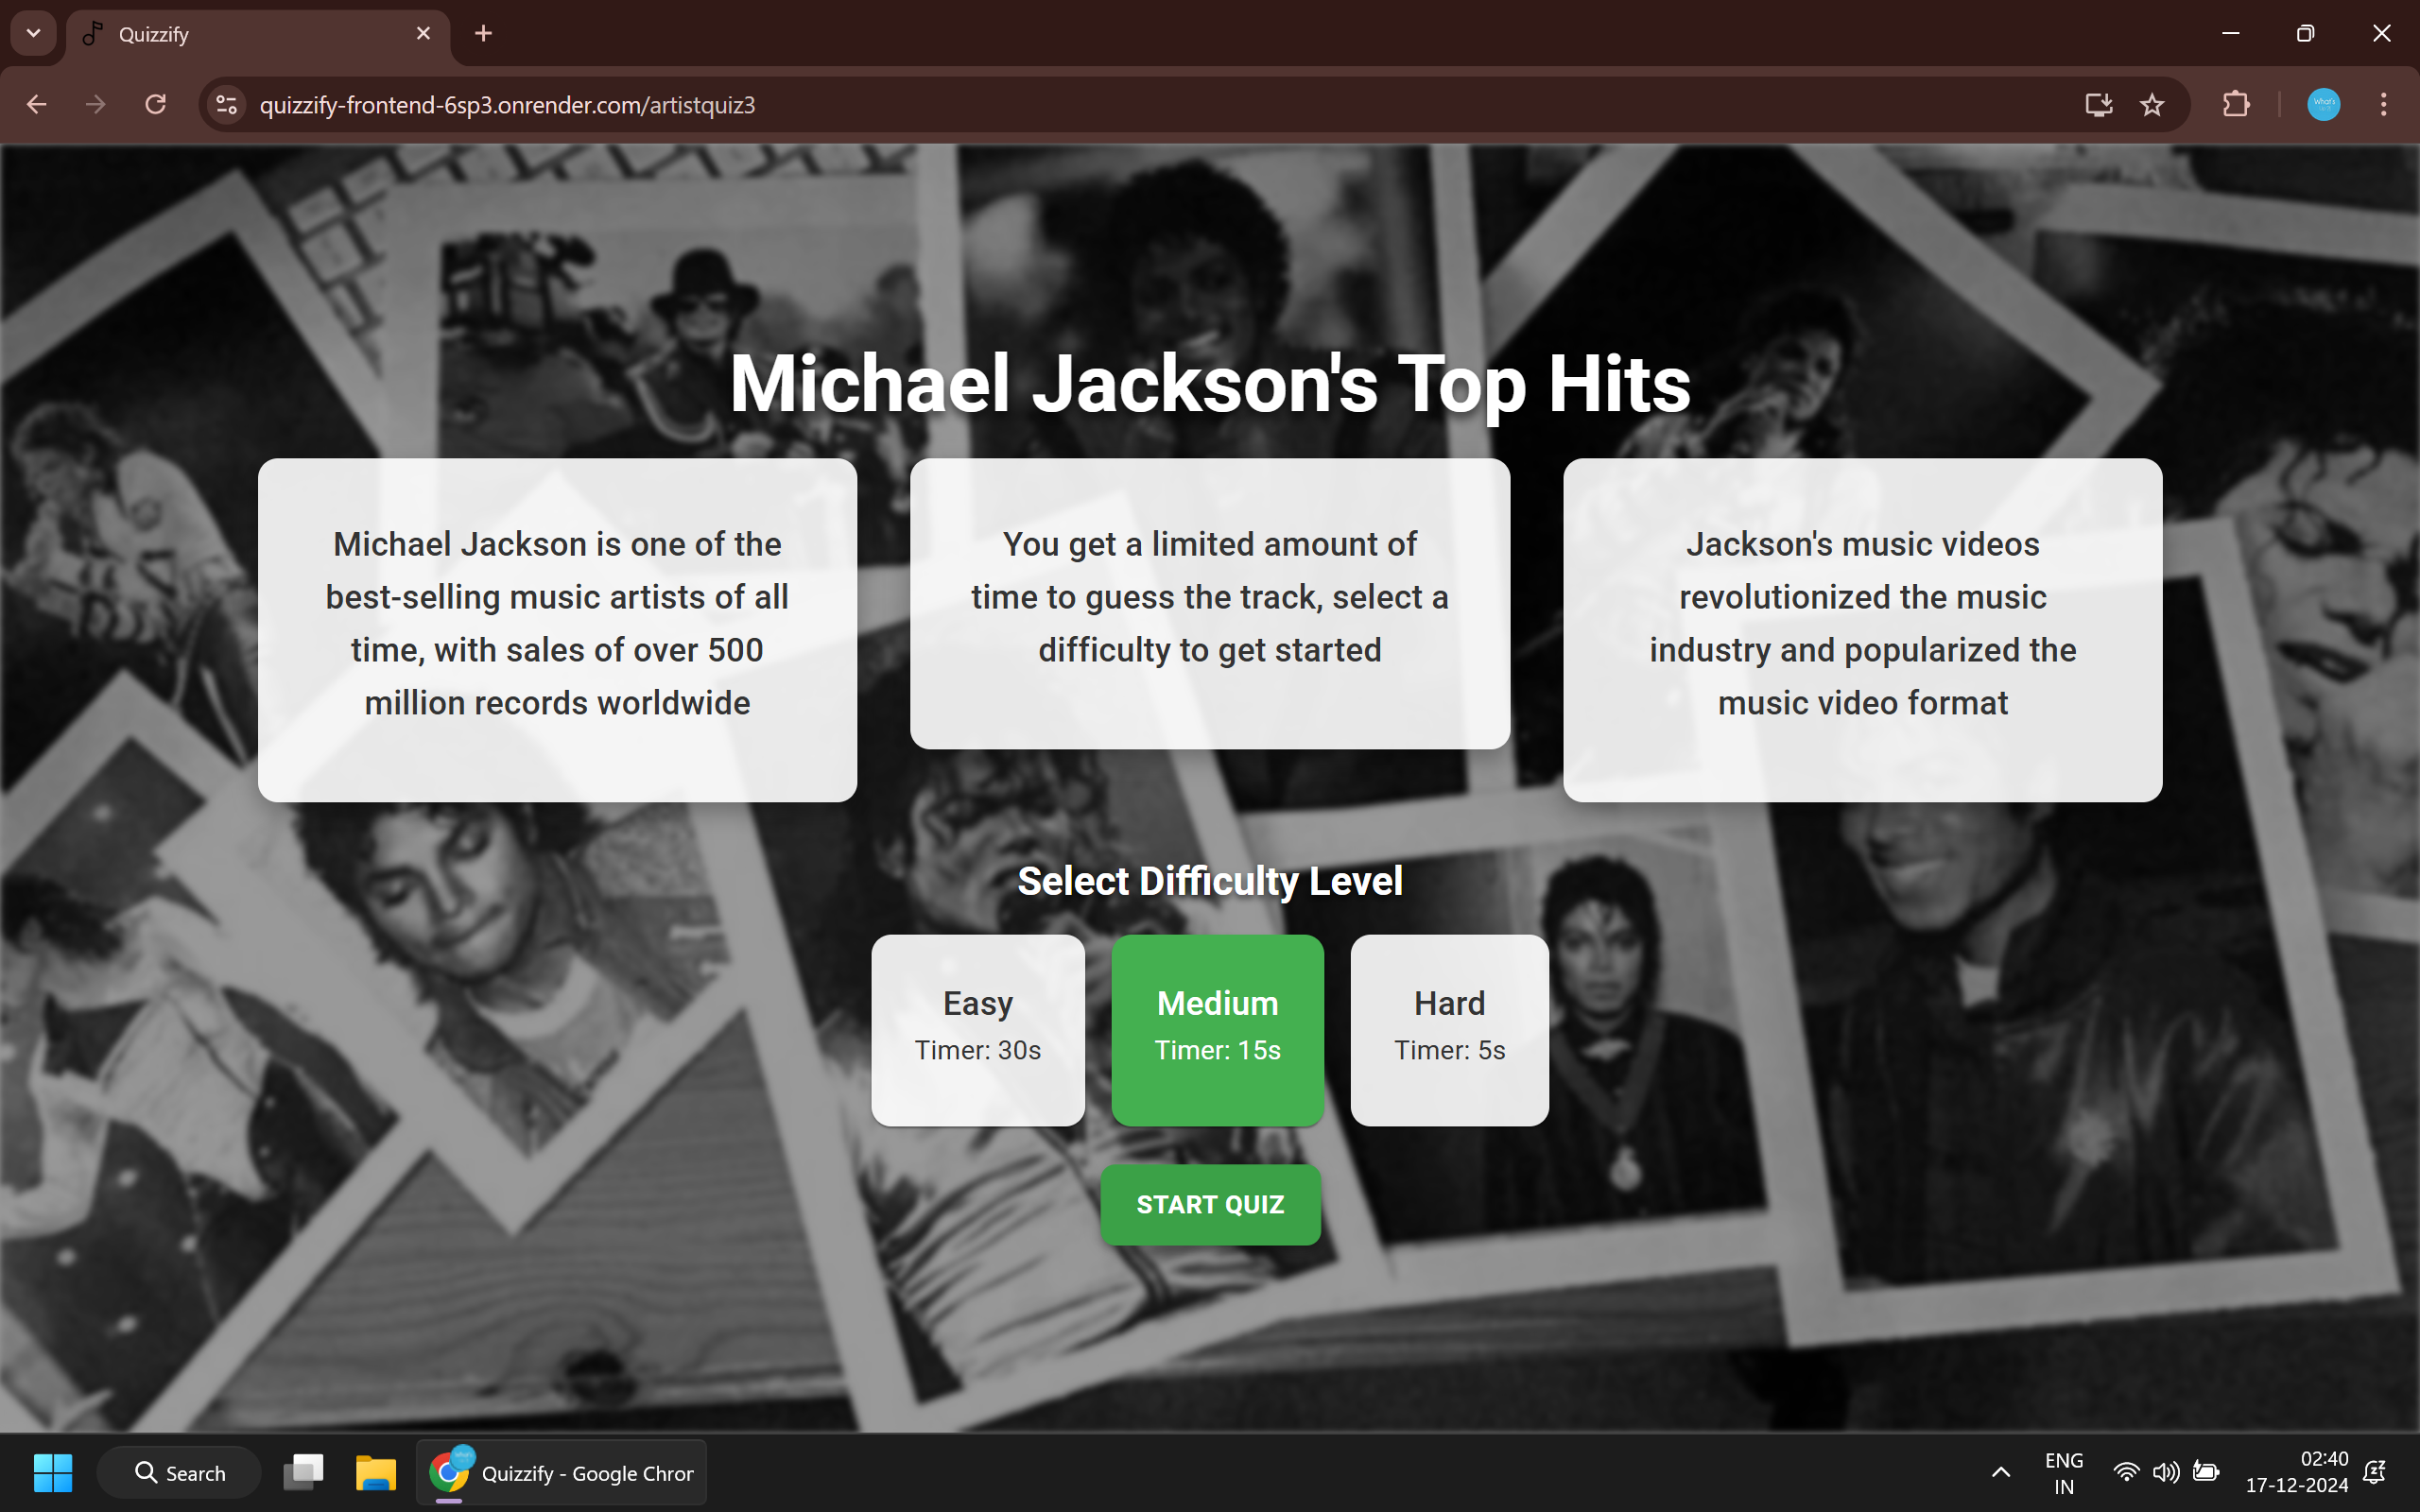 Quizzify
quizzify-frontend-6sp3.onrender.com/artistquiz3
Michael Jackson's Top Hits
Michael Jackson is one of the
best-selling music artists of all
time, with sales of over 500
million records worldwide
You get a limited amount of
time to guess the track, select a
difficulty to get started
Jackson's music videos
revolutionized the music
industry and popularized the
music video format
Select Difficulty Level
Easy
Timer: 30s
Medium
Timer: 15s
Hard
Timer: 5s
START QUIZ
Search
Quizzify - Google Chror
ENG
IN
02:40
17-12-2024